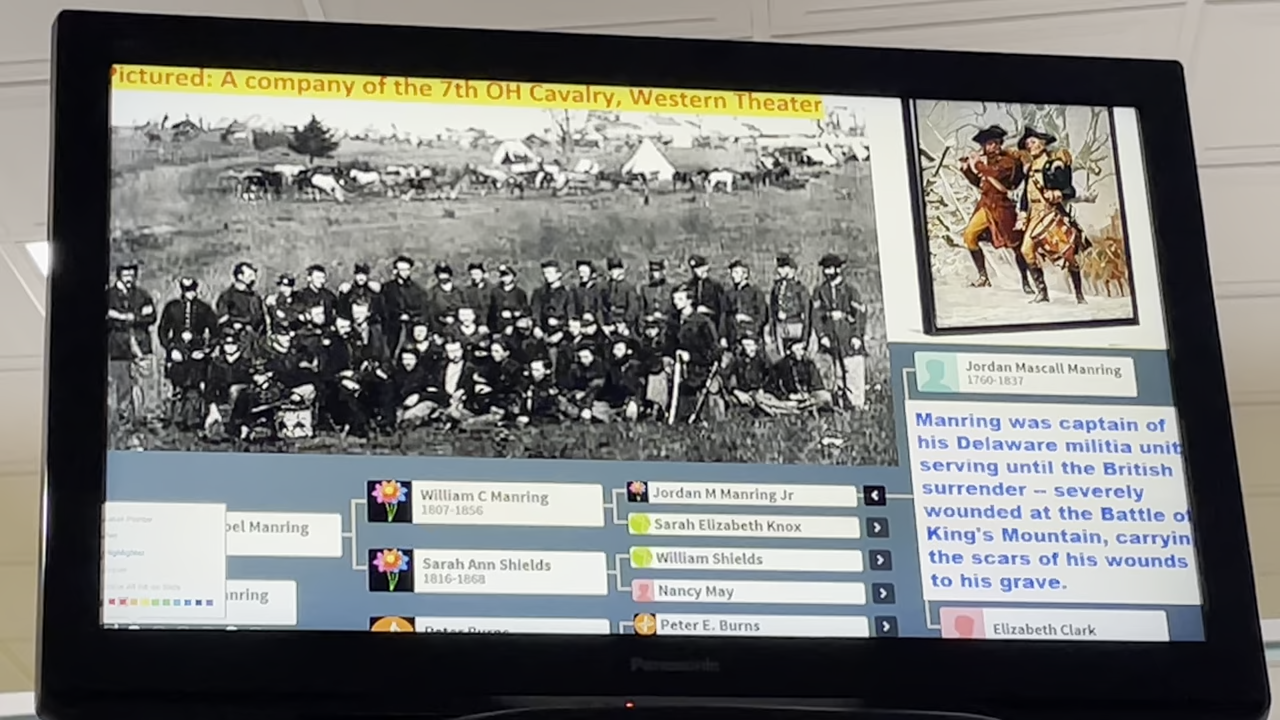 Pictured: A company of the 7th OH Cavalry, Western Theater
Jordan Mascall Manring
1760-1837
Manring was captain of
his Delaware militia unit
serving until the British
surrender -- severely
wounded at the Battle of
King's Mountain, carryin
the scars of his wounds
to his grave.
Elizabeth Clark
William C Manring
1807-1856
Jordan M Manring Jr
Sarah Elizabeth Knox
bel Manring
Sarah Ann Shields
1816-1868
William Shields
Nancy May
nring
Peter Burns
Peter E. Burns
Panasonic